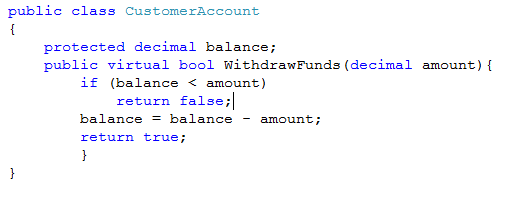 public class CustomerAccount
{
    protected decimal balance;
    public virtual bool WithdrawFunds(decimal amount){
        if (balance < amount)
            return false;
        balance = balance - amount;
        return true;
        }
}